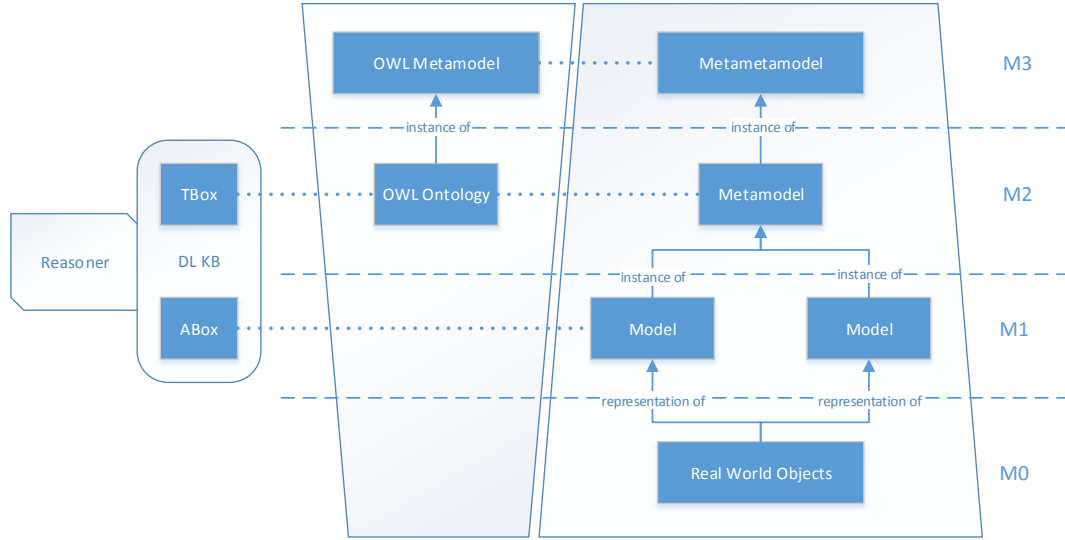 OWL Metamodel
Metametamodel
M3
instance of
instance of
TBox
OWL Ontology
Metamodel
M2
Reasoner
DL KB
instance of
instance of
ABox
Model
Model
M1
representation of
representation of
Real World Objects
M0